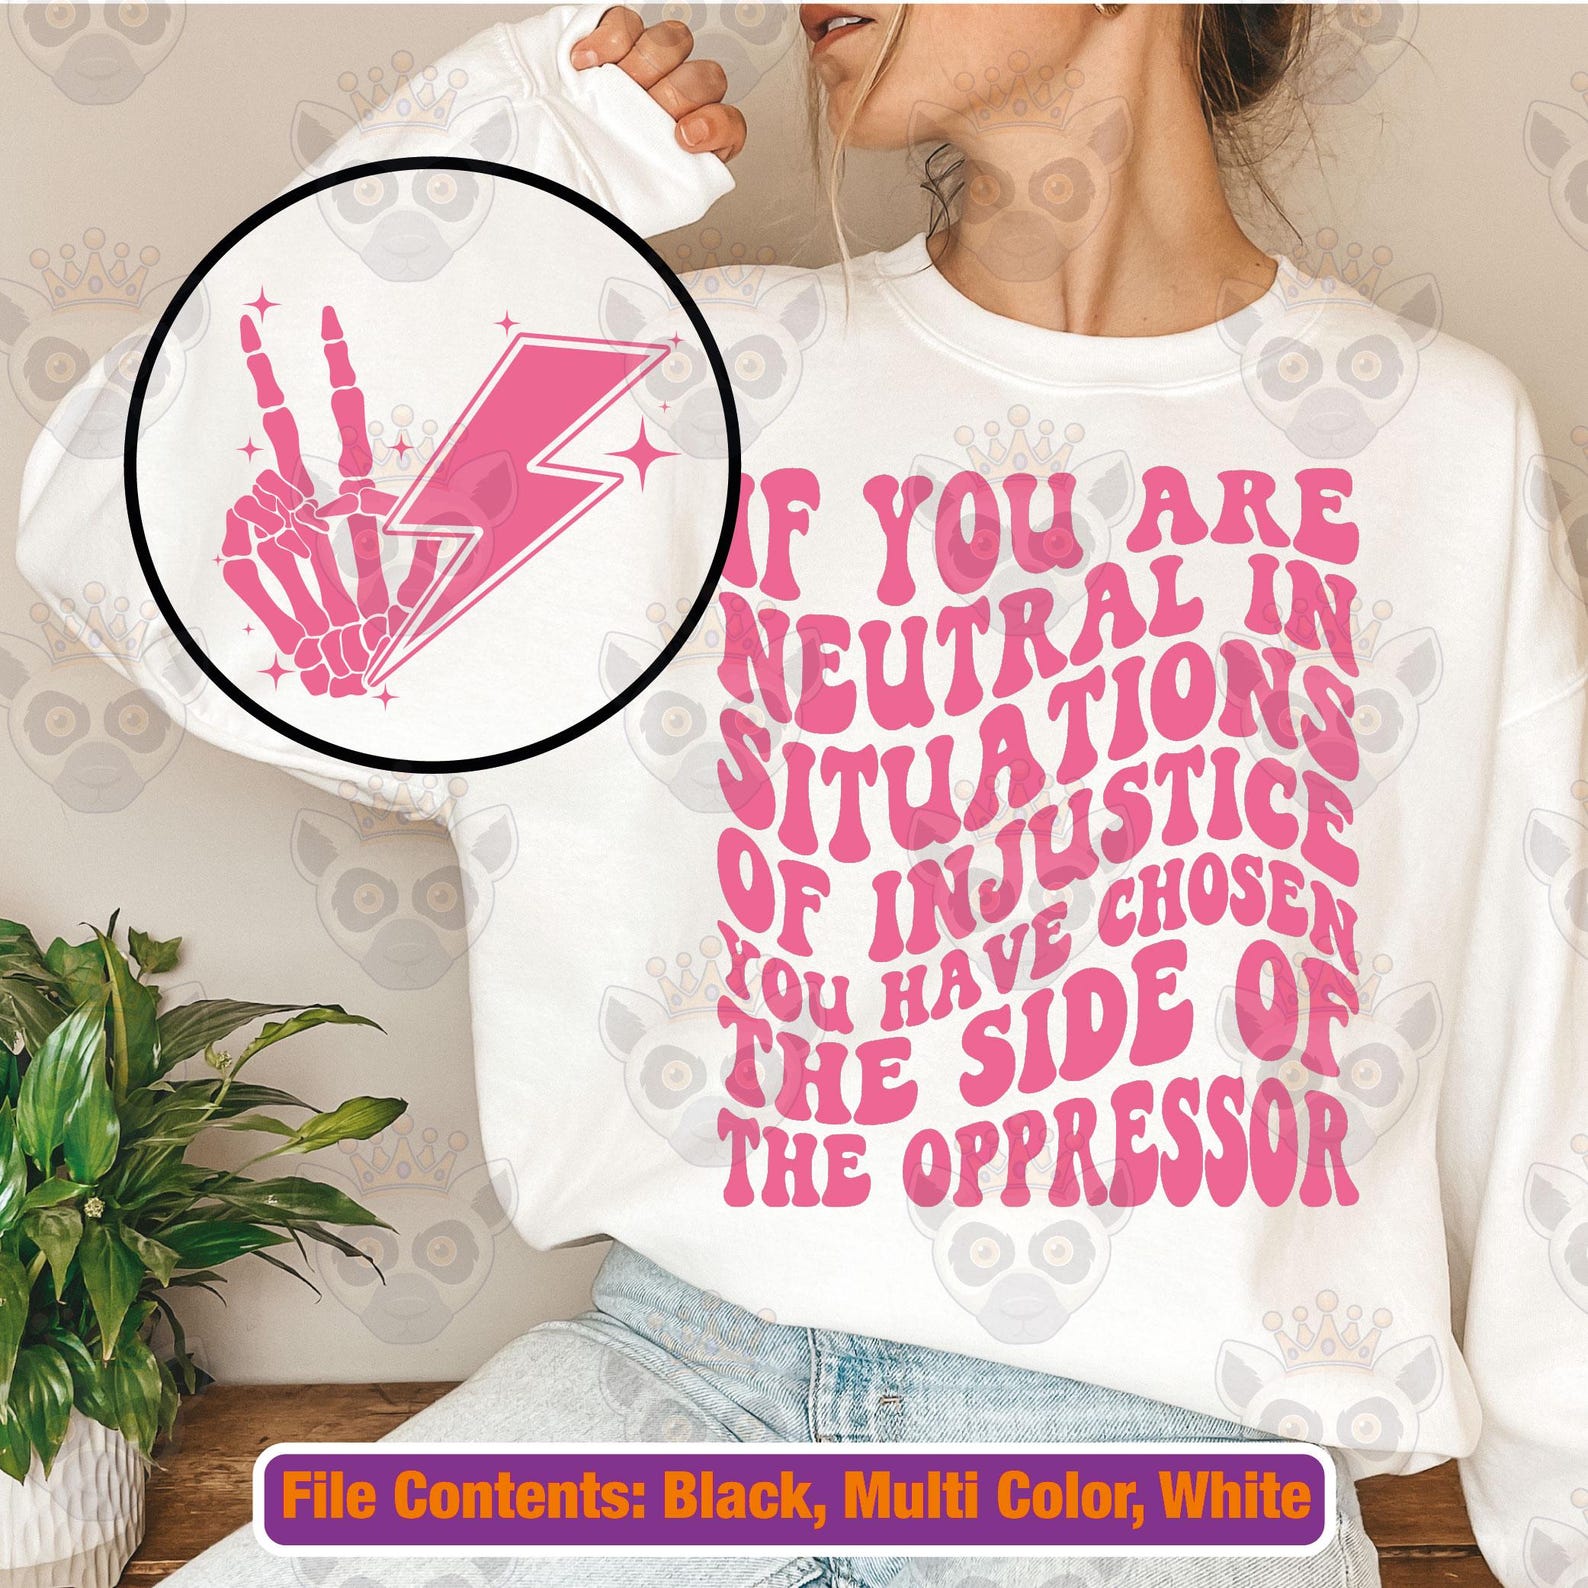 IF YOU ARE
NEUTRAL IN
SITUATIONS
OF INJUSTICE
YOU HAVE CHOSEN
THE SIDE OF
THE OPPRESSOR
File Contents: Black, Multi Color, White